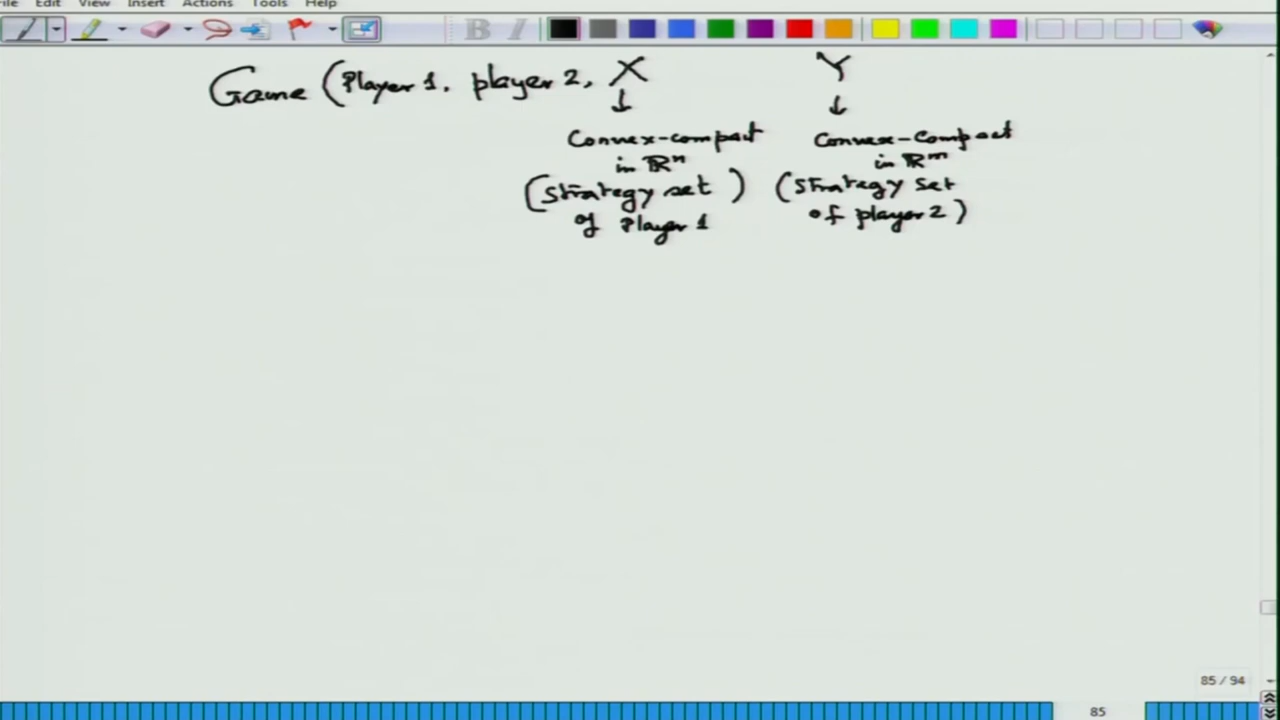 File Edit View Insert Actions Tools Help
B I
Game (Player 1, player 2, X Y
Convex-compact Convex-Compact
in ℝⁿ in ℝᵐ
(Strategy set ) (Strategy Set
of Player 1 of player 2 )
85 / 94
85